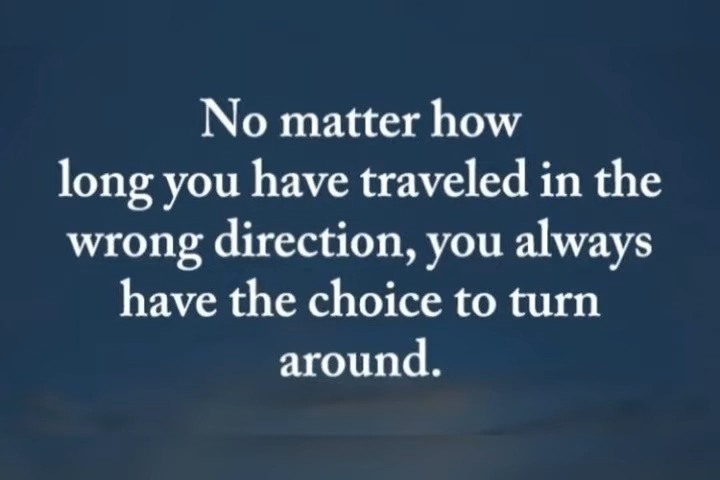 No matter how
long you have traveled in the
wrong direction, you always
have the choice to turn
around.